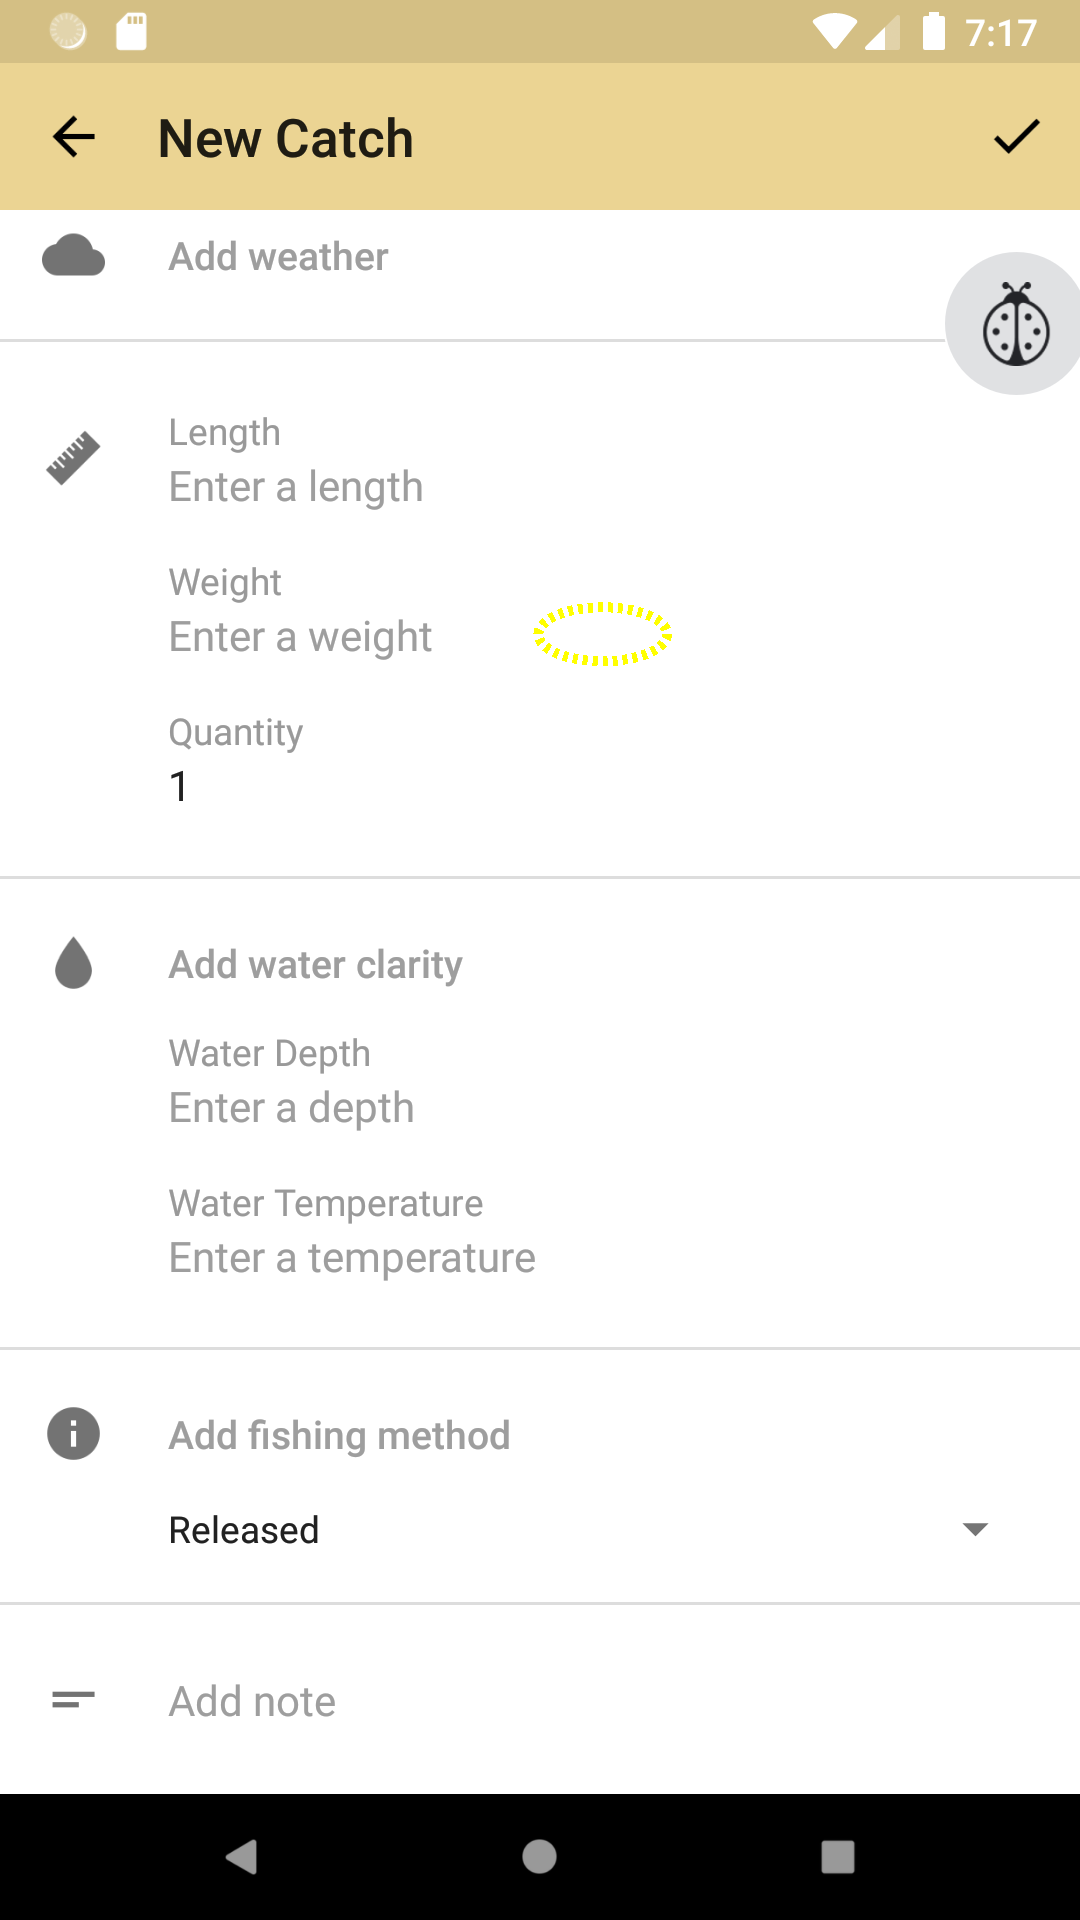 7:17
New Catch
Add weather
Length
Enter a length
Weight
Enter a weight
Quantity
1
Add water clarity
Water Depth
Enter a depth
Water Temperature
Enter a temperature
Add fishing method
Released
Add note